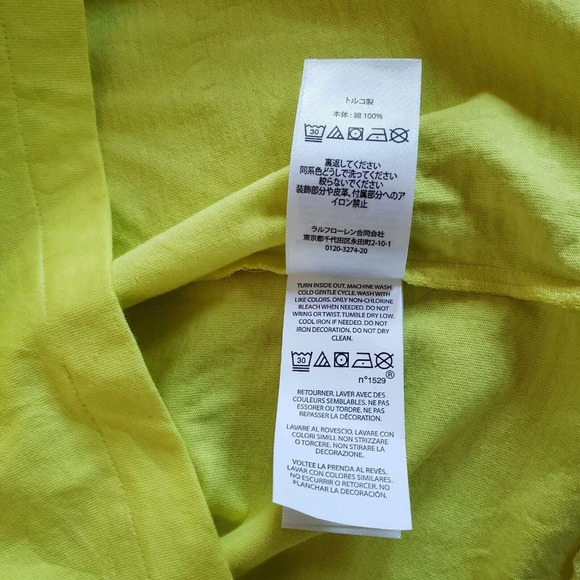 トルコ製
本体：綿 100%
30
裏返してください
同系色どうしで洗ってください
絞らないでください
装飾部分や皮革、付属部分へのア
イロン禁止
ラルフローレン合同会社
東京都千代田区永田町2-10-1
0120-3274-20
TURN INSIDE OUT. MACHINE WASH
COLD GENTLE CYCLE. WASH WITH
LIKE COLORS. ONLY NON-CHLORINE
BLEACH WHEN NEEDED. DO NOT
WRING OR TWIST. TUMBLE DRY LOW.
COOL IRON IF NEEDED. DO NOT
IRON DECORATION. DO NOT DRY
CLEAN.
30
n°1529 ®
RETOURNER. LAVER AVEC DES
COULEURS SEMBLABLES. NE PAS
ESSORER OU TORDRE. NE PAS
REPASSER LA DÉCORATION.
LAVARE AL ROVESCIO. LAVARE CON
COLORI SIMILI. NON STRIZZARE
O TORCERE. NON STIRARE LA
DECORAZIONE.
VOLTEE LA PRENDA AL REVÉS,
LAVAR CON COLORES SIMILARES.
NO ESCURRIR O RETORCER. NO
PLANCHAR LA DECORACIÓN.